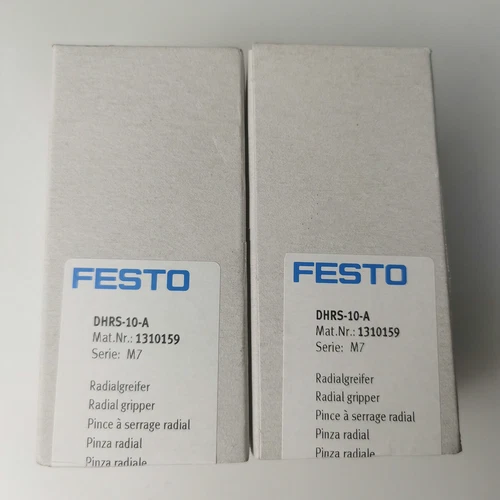 FESTO
DHRS-10-A
Mat.Nr.: 1310159
Serie: M7
Radialgreifer
Radial gripper
Pince à serrage radial
Pinza radial
Pinza radiale
FESTO
DHRS-10-A
Mat.Nr.: 1310159
Serie: M7
Radialgreifer
Radial gripper
Pince à serrage radial
Pinza radial
Pinza radiale